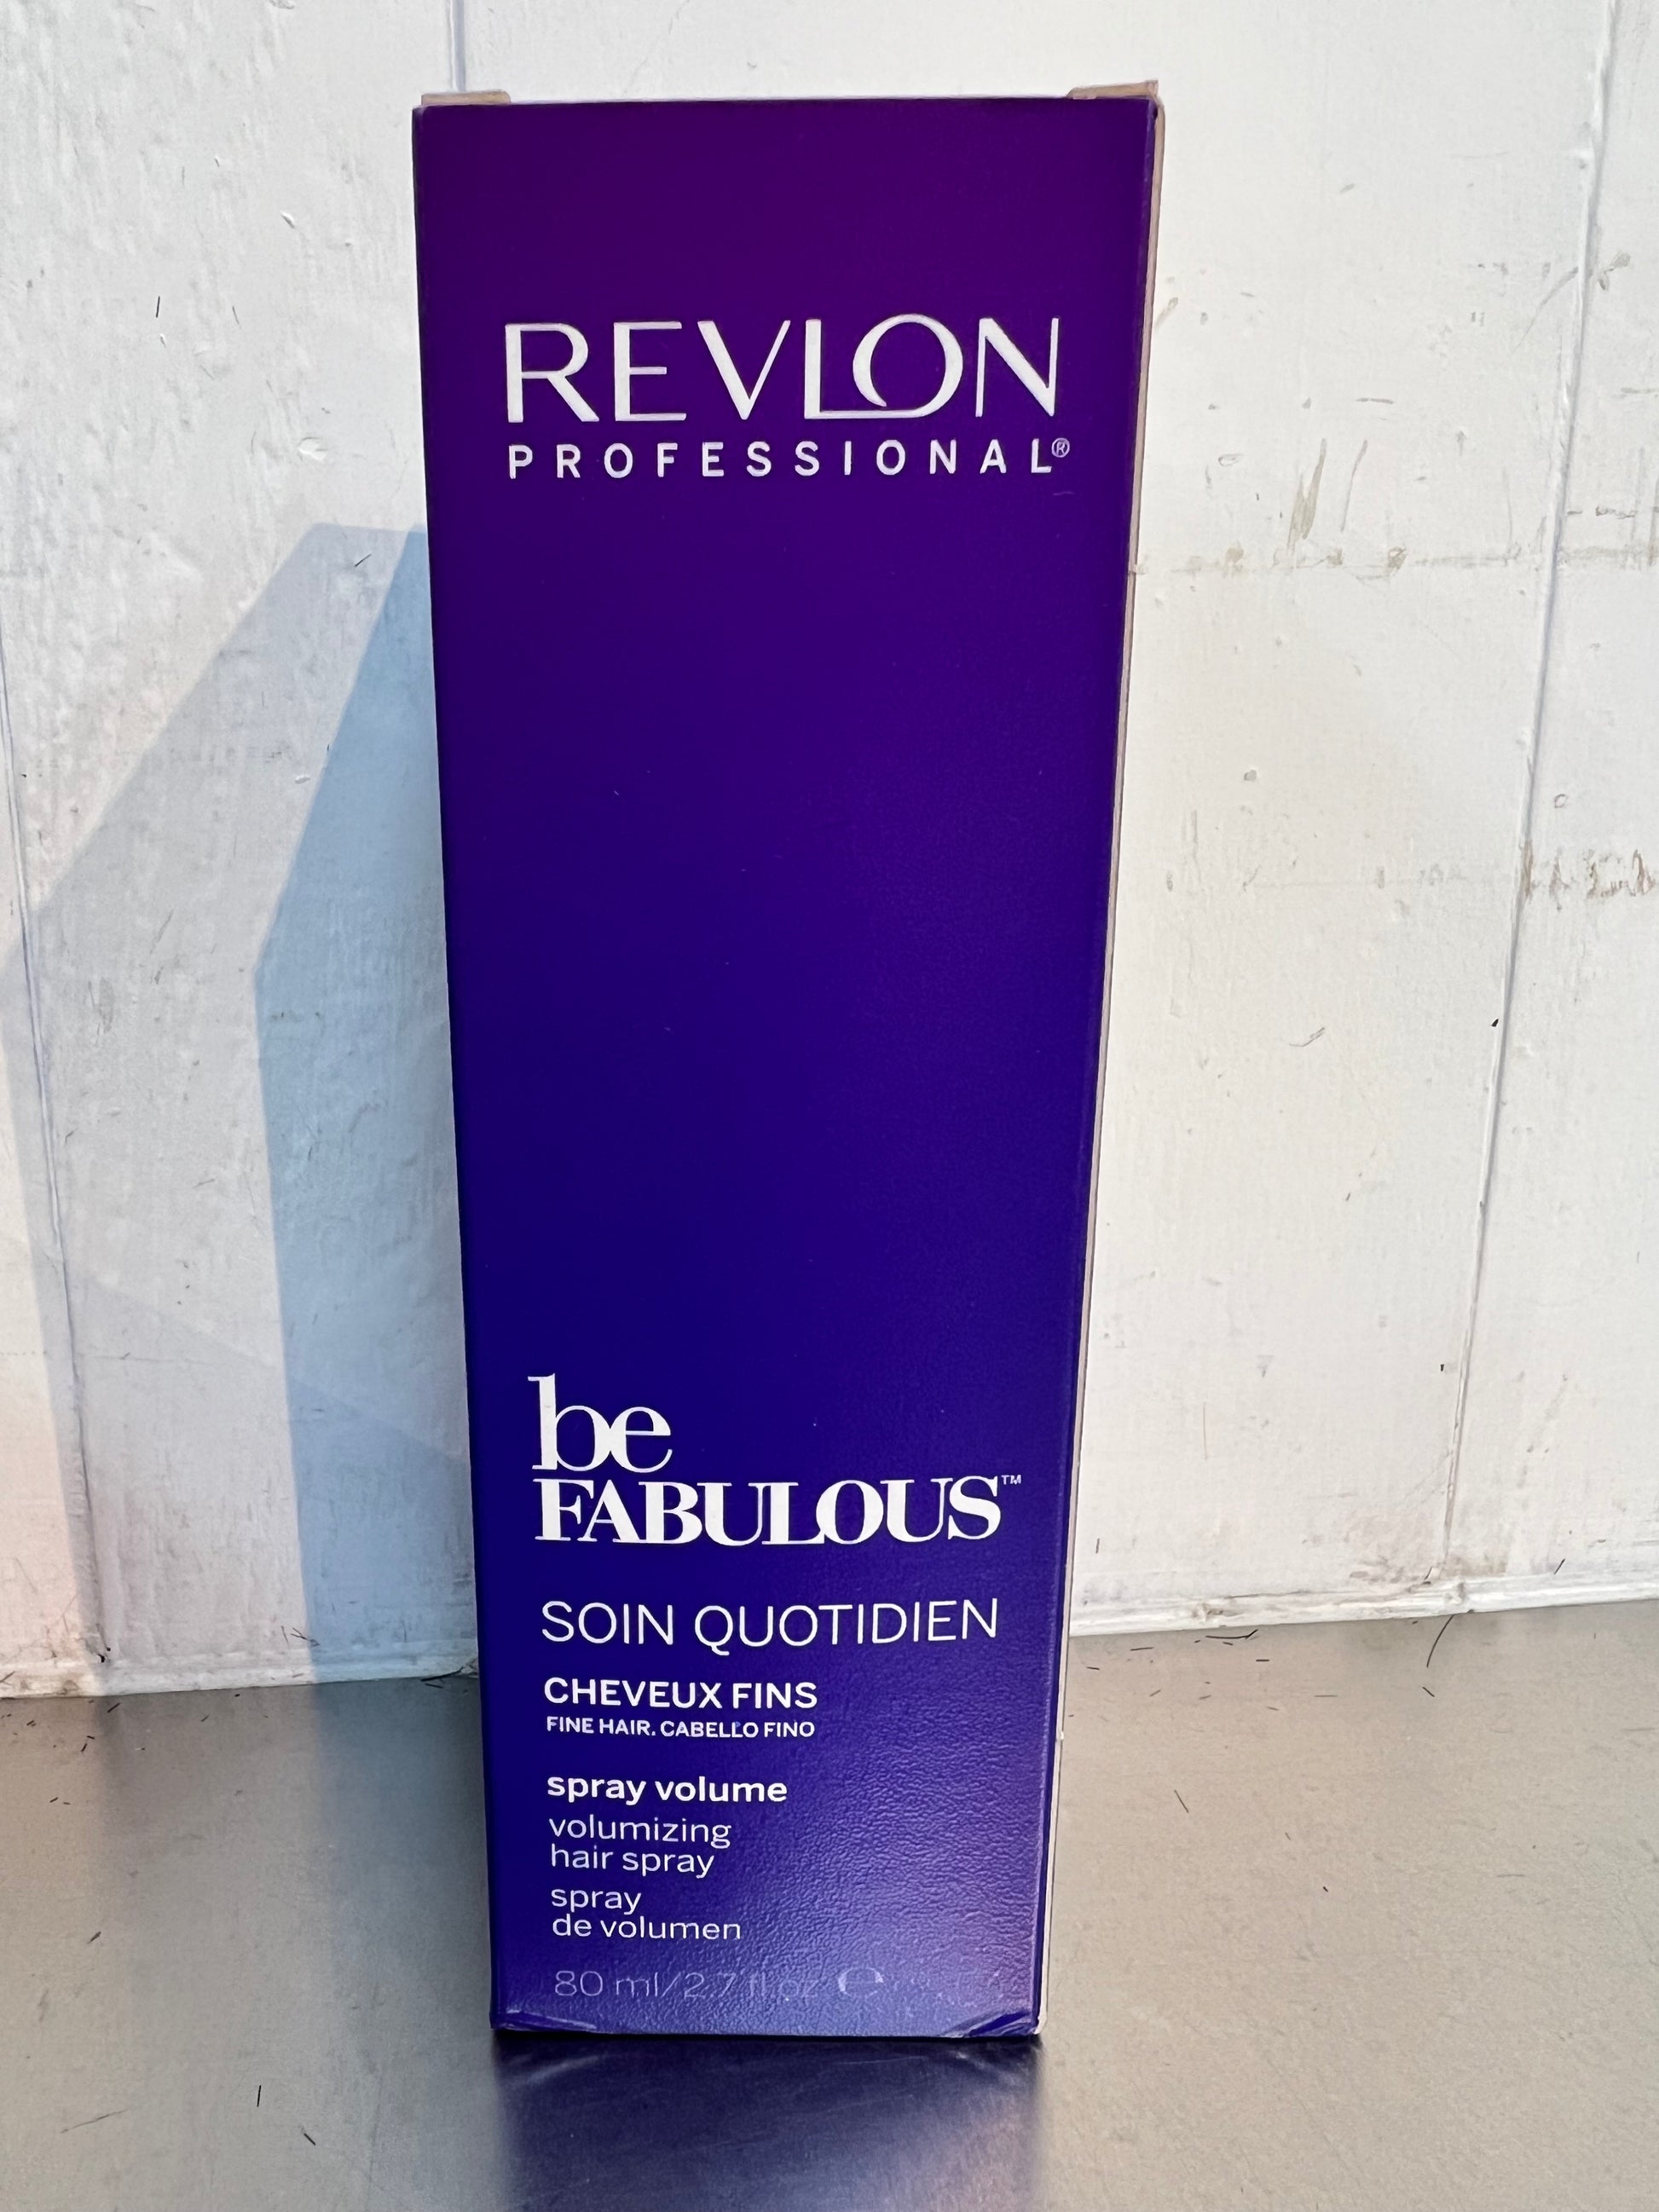 REVLON
PROFESSIONAL®
be
FABULOUS™
SOIN QUOTIDIEN
CHEVEUX FINS
FINE HAIR. CABELLO FINO
spray volume
volumizing
hair spray
spray
de volumen
80 ml/2.7 fl oz ℮